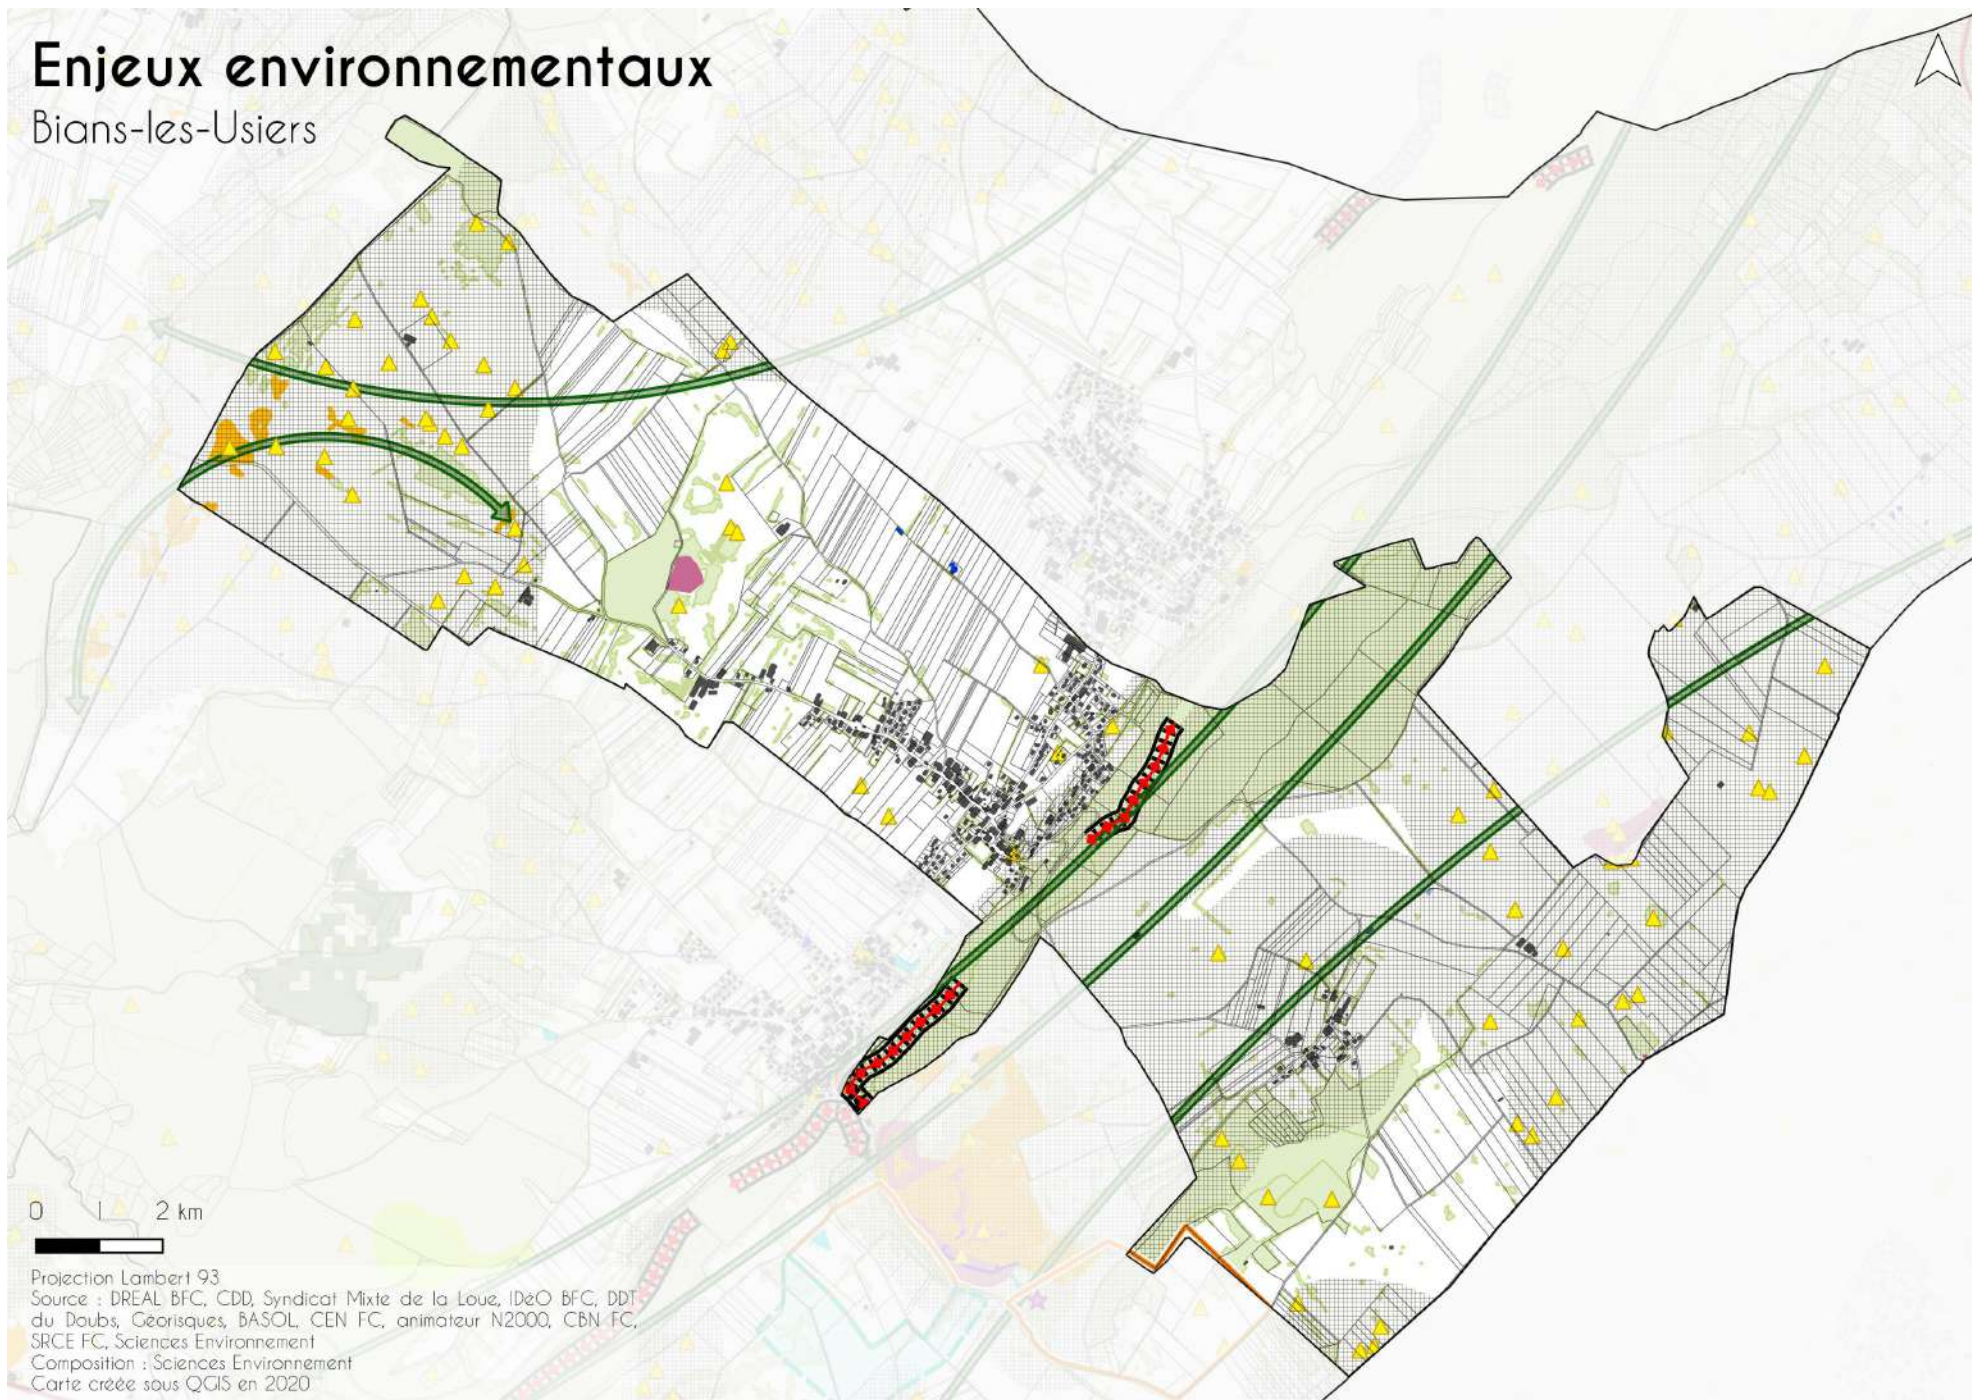 Enjeux environnementaux
Bians-les-Usiers
0 1 2 km
Projection Lambert 93
Source : DREAL BFC, CDD, Syndicat Mixte de la Loue, IDéO BFC, DDT
du Doubs, Géorisques, BASOL, CEN FC, animateur N2000, CBN FC,
SRCE FC, Sciences Environnement
Composition : Sciences Environnement
Carte créée sous QGIS en 2020